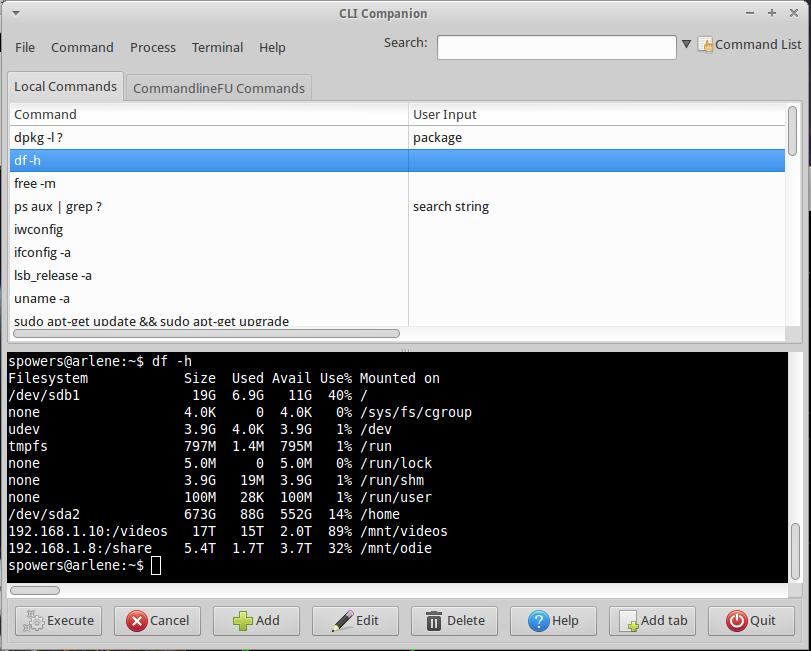 CLI Companion
File Command Process Terminal Help Search: Command List
Local Commands CommandlineFU Commands
Command User Input
dpkg -l ? package
df -h
free -m
ps aux | grep ? search string
iwconfig
ifconfig -a
lsb_release -a
uname -a
sudo apt-get update && sudo apt-get upgrade
spowers@arlene:~$ df -h
Filesystem Size Used Avail Use% Mounted on
/dev/sdb1 19G 6.9G 11G 40% /
none 4.0K 0 4.0K 0% /sys/fs/cgroup
udev 3.9G 4.0K 3.9G 1% /dev
tmpfs 797M 1.4M 795M 1% /run
none 5.0M 0 5.0M 0% /run/lock
none 3.9G 19M 3.9G 1% /run/shm
none 100M 28K 100M 1% /run/user
/dev/sda2 673G 88G 552G 14% /home
192.168.1.10:/videos 17T 15T 2.0T 89% /mnt/videos
192.168.1.8:/share 5.4T 1.7T 3.7T 32% /mnt/odie
spowers@arlene:~$
Execute Cancel Add Edit Delete Help Add tab Quit